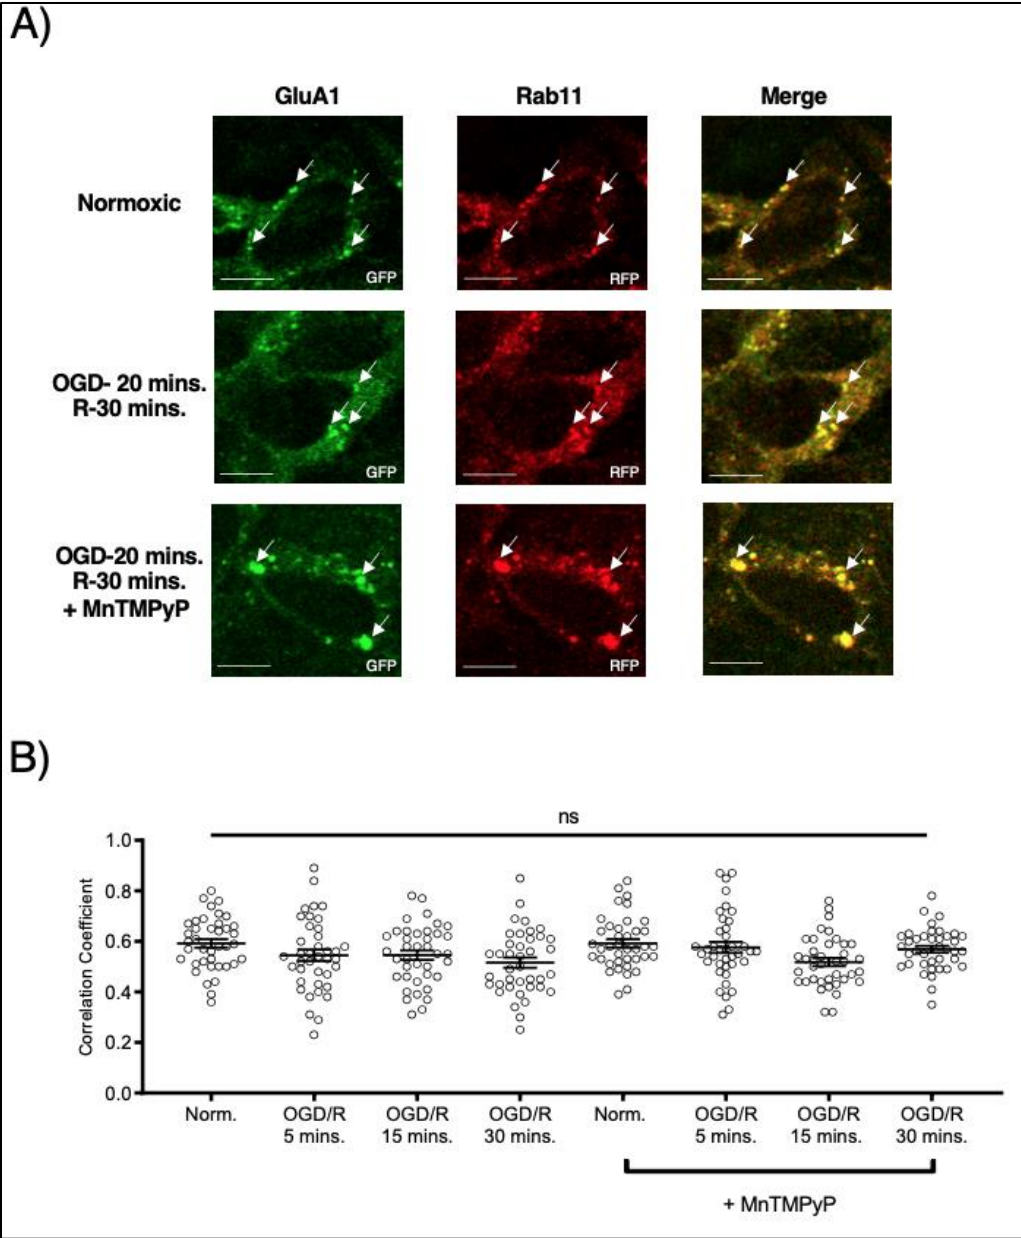 A)
GluA1 Rab11 Merge
Normoxic
GFP RFP
OGD- 20 mins.
R-30 mins.
GFP RFP
OGD-20 mins.
R-30 mins.
+ MnTMPyP
GFP RFP
B)
ns
Correlation Coefficient
1.0
0.8
0.6
0.4
0.2
0.0
Norm. OGD/R OGD/R OGD/R Norm. OGD/R OGD/R OGD/R
5 mins. 15 mins. 30 mins. 5 mins. 15 mins. 30 mins.
+ MnTMPyP